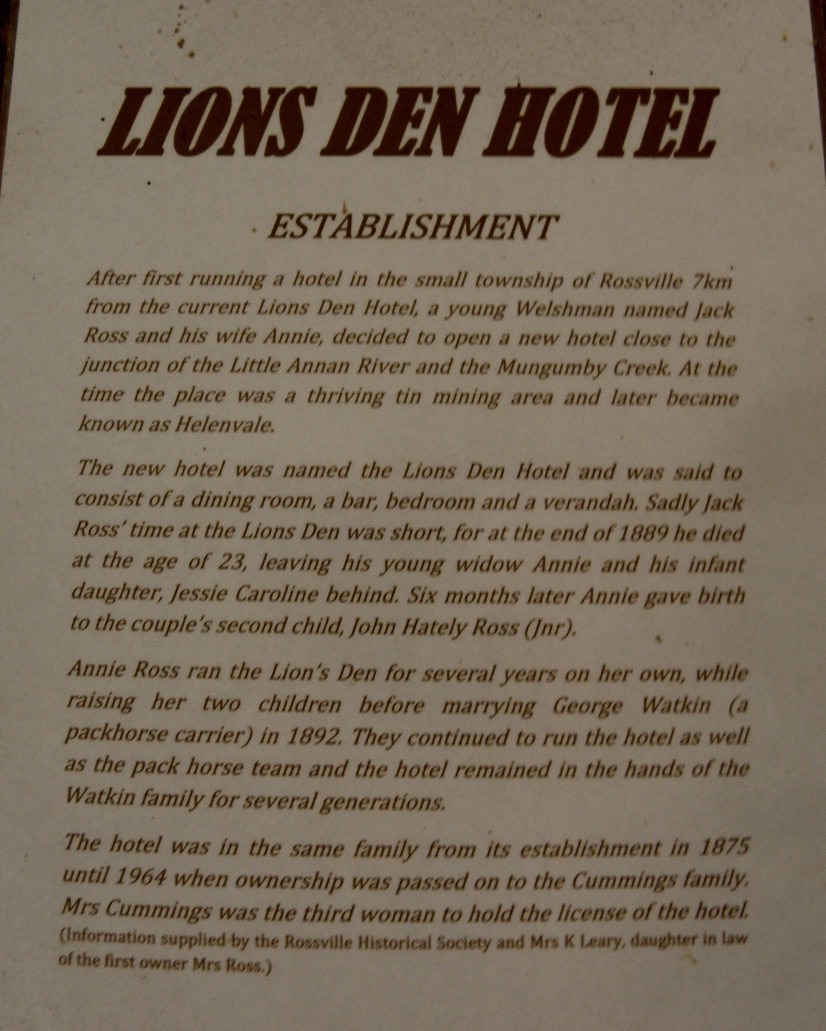 LIONS DEN HOTEL
ESTABLISHMENT
After first running a hotel in the small township of Rossville 7km
from the current Lions Den Hotel, a young Welshman named Jack
Ross and his wife Annie, decided to open a new hotel close to the
junction of the Little Annan River and the Mungumby Creek. At the
time the place was a thriving tin mining area and later became
known as Helenvale.
The new hotel was named the Lions Den Hotel and was said to
consist of a dining room, a bar, bedroom and a verandah. Sadly Jack
Ross' time at the Lions Den was short, for at the end of 1889 he died
at the age of 23, leaving his young widow Annie and his infant
daughter, Jessie Caroline behind. Six months later Annie gave birth
to the couple's second child, John Hately Ross (Jnr).
Annie Ross ran the Lion's Den for several years on her own, while
raising her two children before marrying George Watkin (a
packhorse carrier) in 1892. They continued to run the hotel as well
as the pack horse team and the hotel remained in the hands of the
Watkin family for several generations.
The hotel was in the same family from its establishment in 1875
until 1964 when ownership was passed on to the Cummings family.
Mrs Cummings was the third woman to hold the license of the hotel.
(Information supplied by the Rossville Historical Society and Mrs K Leary, daughter in law
of the first owner Mrs Ross.)